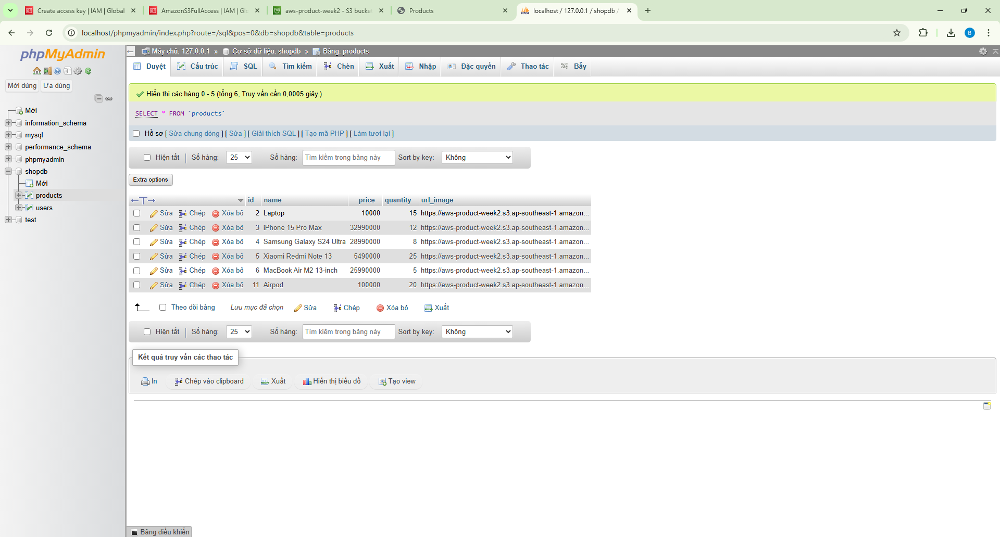 Create access key | IAM | Global
AmazonS3FullAccess | IAM | Glo
aws-product-week2 - S3 bucket
Products
localhost / 127.0.0.1 / shopdb /
localhost/phpmyadmin/index.php?route=/sql&pos=0&db=shopdb&table=products
B
phpMyAdmin
Mới dùng
Ưa dùng
Mới
information_schema
mysql
performance_schema
phpmyadmin
shopdb
Mới
products
users
test
Máy chủ: 127.0.0.1 » Cơ sở dữ liệu: shopdb » Bảng: products
Duyệt Cấu trúc SQL Tìm kiếm Chèn Xuất Nhập Đặc quyền Thao tác Bẫy
Hiển thị các hàng 0 - 5 (tổng 6, Truy vấn cần 0,0005 giây.)
SELECT * FROM `products`
Hồ sơ [ Sửa chung dòng ] [ Sửa ] [ Giải thích SQL ] [ Tạo mã PHP ] [ Làm tươi lại ]
Hiện tất | Số hàng: 25 Số hàng: Tìm kiếm trong bảng này Sort by key: Không
Extra options
←T→ id name price quantity url_image
Sửa Chép Xóa bỏ 2 Laptop 10000 15 https://aws-product-week2.s3.ap-southeast-1.amazon...
Sửa Chép Xóa bỏ 3 iPhone 15 Pro Max 32990000 12 https://aws-product-week2.s3.ap-southeast-1.amazon...
Sửa Chép Xóa bỏ 4 Samsung Galaxy S24 Ultra 28990000 8 https://aws-product-week2.s3.ap-southeast-1.amazon...
Sửa Chép Xóa bỏ 5 Xiaomi Redmi Note 13 5490000 25 https://aws-product-week2.s3.ap-southeast-1.amazon...
Sửa Chép Xóa bỏ 6 MacBook Air M2 13-inch 25990000 5 https://aws-product-week2.s3.ap-southeast-1.amazon...
Sửa Chép Xóa bỏ 11 Airpod 100000 20 https://aws-product-week2.s3.ap-southeast-1.amazon...
Theo dõi bảng Lưu mục đã chọn Sửa Chép Xóa bỏ Xuất
Hiện tất | Số hàng: 25 Số hàng: Tìm kiếm trong bảng này Sort by key: Không
Kết quả truy vấn các thao tác
In Chép vào clipboard Xuất Hiển thị biểu đồ Tạo view
Bảng điều khiển